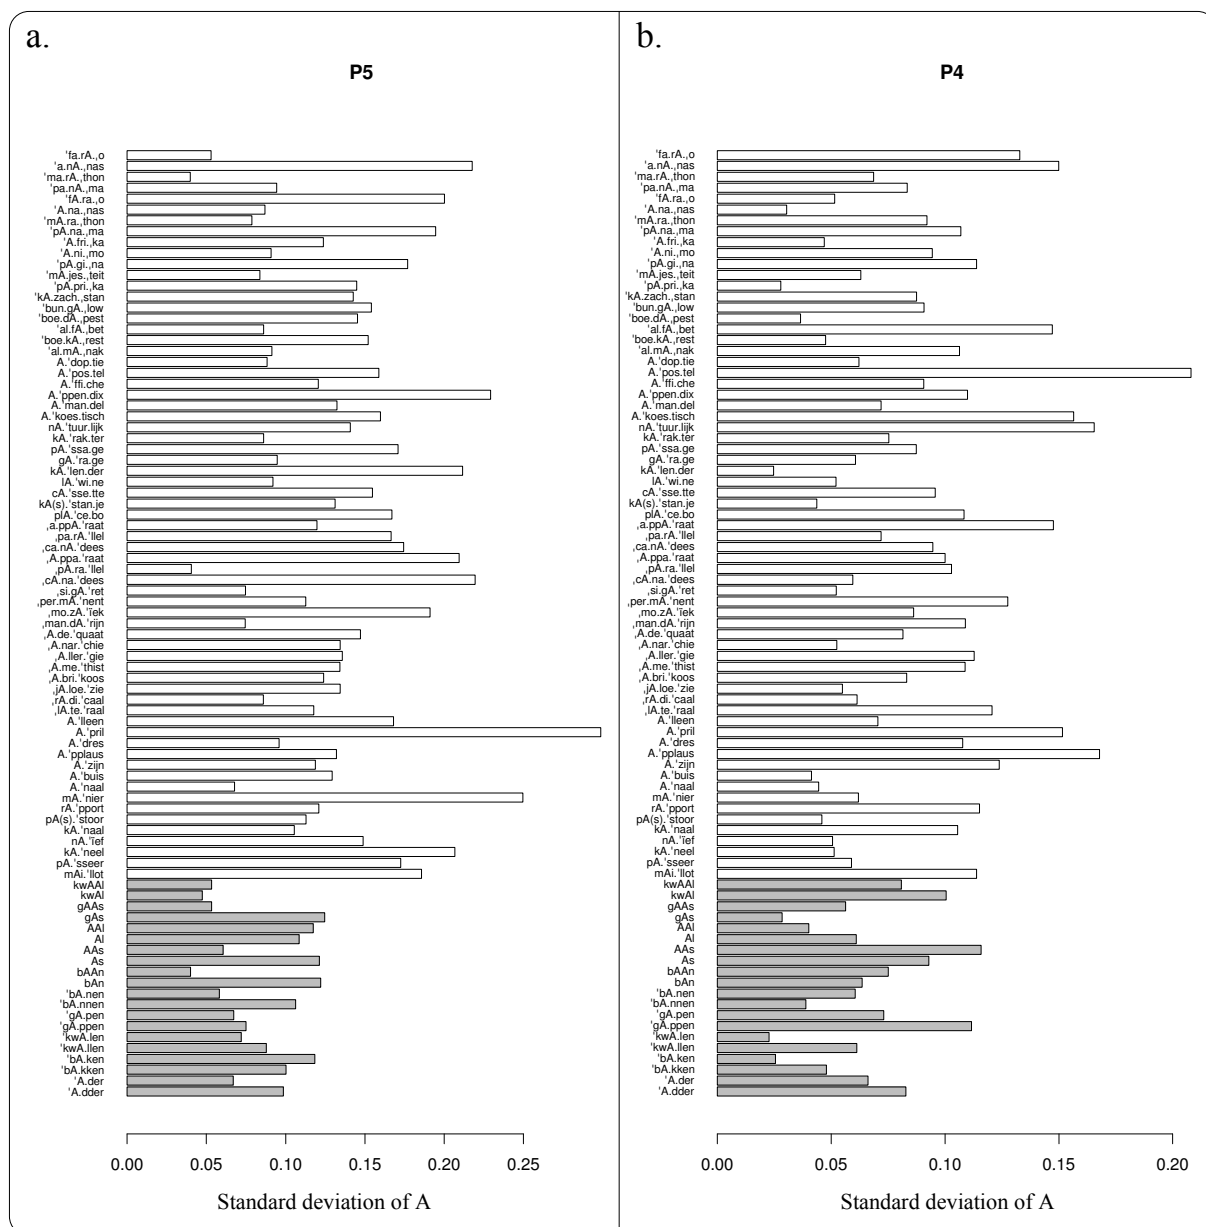 a.
P5
'fa.rA.,o
'a.nA.,nas
'ma.rA.,thon
'pa.nA.,ma
'fA.ra.,o
'A.na.,nas
'mA.ra.,thon
'pA.na.,ma
'A.fri.,ka
'A.ni.,mo
'pA.gi.,na
'mA.jes.,teit
'pA.pri.,ka
'kA.zach.,stan
'bun.gA.,low
'boe.dA.,pest
'al.fA.,bet
'boe.kA.,rest
'al.mA.,nak
A.'dop.tie
A.'pos.tel
A.'ffi.che
A.'ppen.dix
A.'man.del
A.'koes.tisch
nA.'tuur.lijk
kA.'rak.ter
pA.'ssa.ge
gA.'ra.ge
kA.'len.der
lA.'wi.ne
cA.'sse.tte
kA(s).'stan.je
plA.'ce.bo
,a.ppA.'raat
,pa.rA.'llel
,ca.nA.'dees
,A.ppa.'raat
,pA.ra.'llel
,cA.na.'dees
,si.gA.'ret
,per.mA.'nent
,mo.zA.'ïek
,man.dA.'rijn
,A.de.'quaat
,A.nar.'chie
,A.ller.'gie
,A.me.'thist
,A.bri.'koos
,jA.loe.'zie
,rA.di.'caal
,lA.te.'raal
A.'lleen
A.'pril
A.'dres
A.'pplaus
A.'zijn
A.'buis
A.'naal
mA.'nier
rA.'pport
pA(s).'stoor
kA.'naal
nA.'ïef
kA.'neel
pA.'sseer
mAi.'llot
kwAAl
kwAl
gAAs
gAs
AAl
Al
AAs
As
bAAn
bAn
'bA.nen
'bA.nnen
'gA.pen
'gA.ppen
'kwA.len
'kwA.llen
'bA.ken
'bA.kken
'A.der
'A.dder
0.00 0.05 0.10 0.15 0.20 0.25
Standard deviation of A
b.
P4
'fa.rA.,o
'a.nA.,nas
'ma.rA.,thon
'pa.nA.,ma
'fA.ra.,o
'A.na.,nas
'mA.ra.,thon
'pA.na.,ma
'A.fri.,ka
'A.ni.,mo
'pA.gi.,na
'mA.jes.,teit
'pA.pri.,ka
'kA.zach.,stan
'bun.gA.,low
'boe.dA.,pest
'al.fA.,bet
'boe.kA.,rest
'al.mA.,nak
A.'dop.tie
A.'pos.tel
A.'ffi.che
A.'ppen.dix
A.'man.del
A.'koes.tisch
nA.'tuur.lijk
kA.'rak.ter
pA.'ssa.ge
gA.'ra.ge
kA.'len.der
lA.'wi.ne
cA.'sse.tte
kA(s).'stan.je
plA.'ce.bo
,a.ppA.'raat
,pa.rA.'llel
,ca.nA.'dees
,A.ppa.'raat
,pA.ra.'llel
,cA.na.'dees
,si.gA.'ret
,per.mA.'nent
,mo.zA.'ïek
,man.dA.'rijn
,A.de.'quaat
,A.nar.'chie
,A.ller.'gie
,A.me.'thist
,A.bri.'koos
,jA.loe.'zie
,rA.di.'caal
,lA.te.'raal
A.'lleen
A.'pril
A.'dres
A.'pplaus
A.'zijn
A.'buis
A.'naal
mA.'nier
rA.'pport
pA(s).'stoor
kA.'naal
nA.'ïef
kA.'neel
pA.'sseer
mAi.'llot
kwAAl
kwAl
gAAs
gAs
AAl
Al
AAs
As
bAAn
bAn
'bA.nen
'bA.nnen
'gA.pen
'gA.ppen
'kwA.len
'kwA.llen
'bA.ken
'bA.kken
'A.der
'A.dder
0.00 0.05 0.10 0.15 0.20
Standard deviation of A